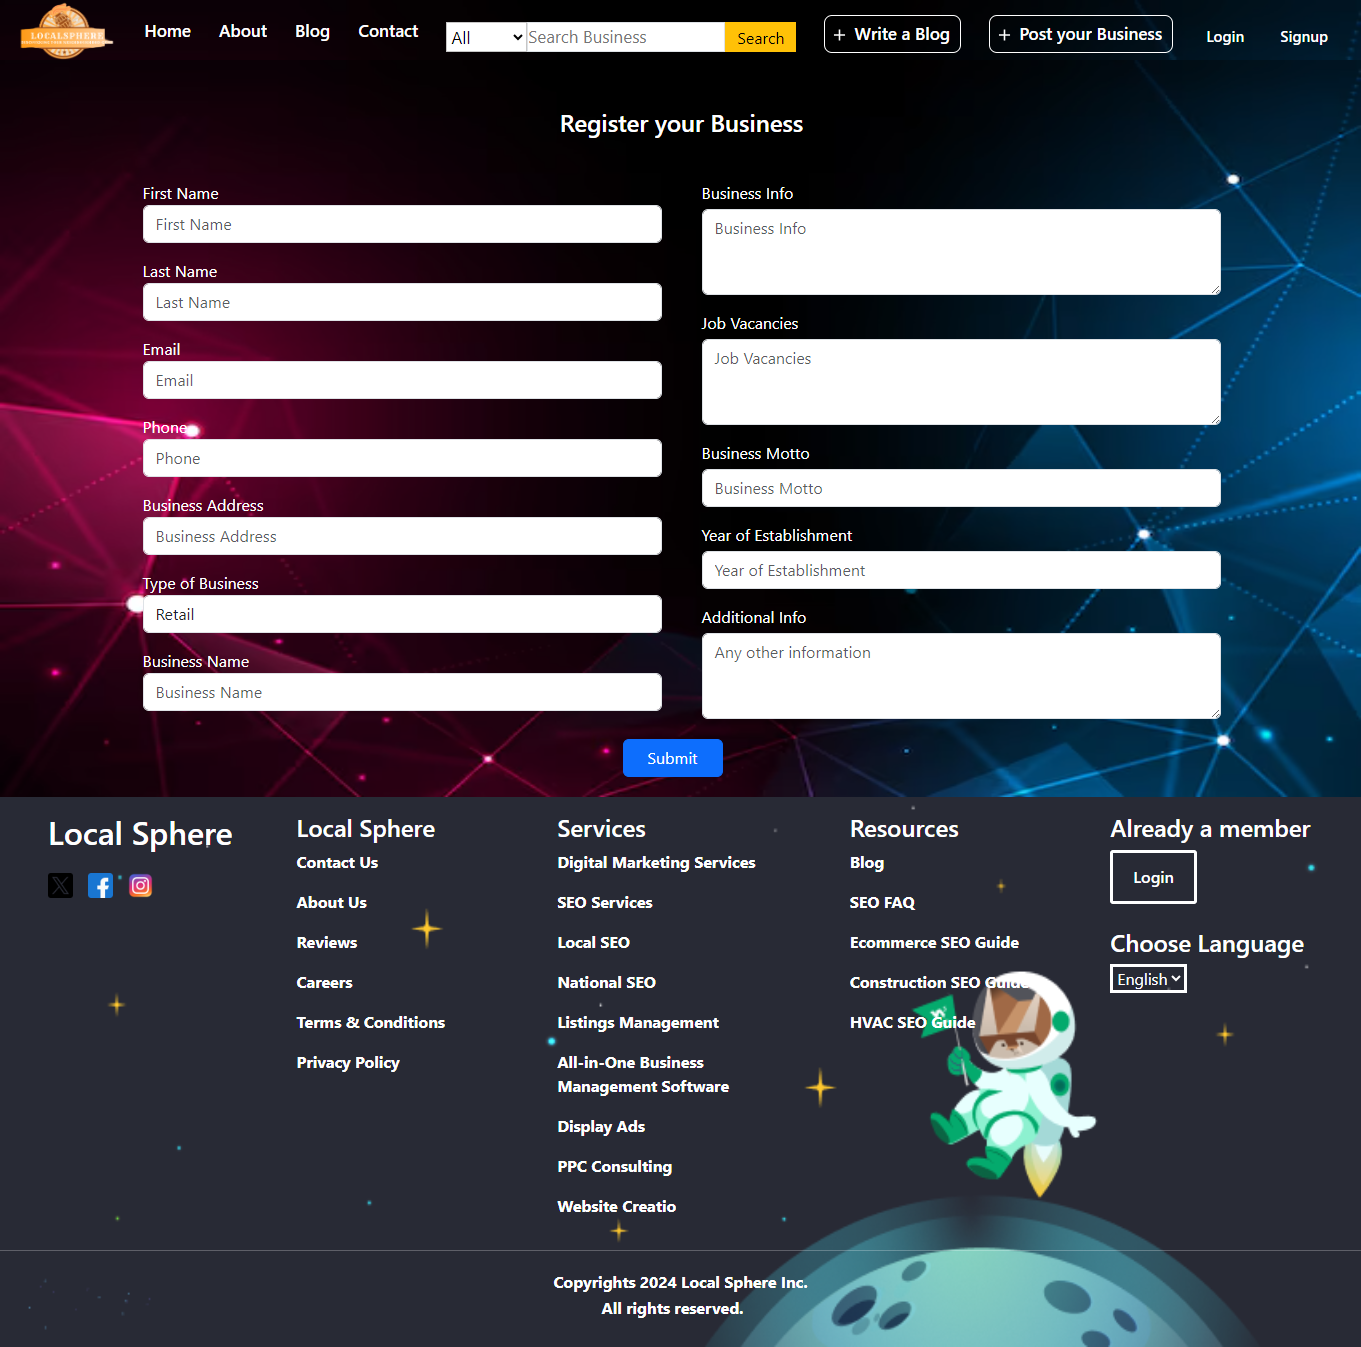 LOCALSPHERE
Home
About
Blog
Contact
All
Search Business
Search
+ Write a Blog
+ Post your Business
Login
Signup
Register your Business
First Name
First Name
Last Name
Last Name
Email
Email
Phone
Phone
Business Address
Business Address
Type of Business
Retail
Business Name
Business Name
Business Info
Business Info
Job Vacancies
Job Vacancies
Business Motto
Business Motto
Year of Establishment
Year of Establishment
Additional Info
Any other information
Submit
Local Sphere
Local Sphere
Contact Us
About Us
Reviews
Careers
Terms & Conditions
Privacy Policy
Services
Digital Marketing Services
SEO Services
Local SEO
National SEO
Listings Management
All-in-One Business
Management Software
Display Ads
PPC Consulting
Website Creatio
Resources
Blog
SEO FAQ
Ecommerce SEO Guide
Construction SEO Guide
HVAC SEO Guide
Already a member
Login
Choose Language
English
Copyrights 2024 Local Sphere Inc.
All rights reserved.